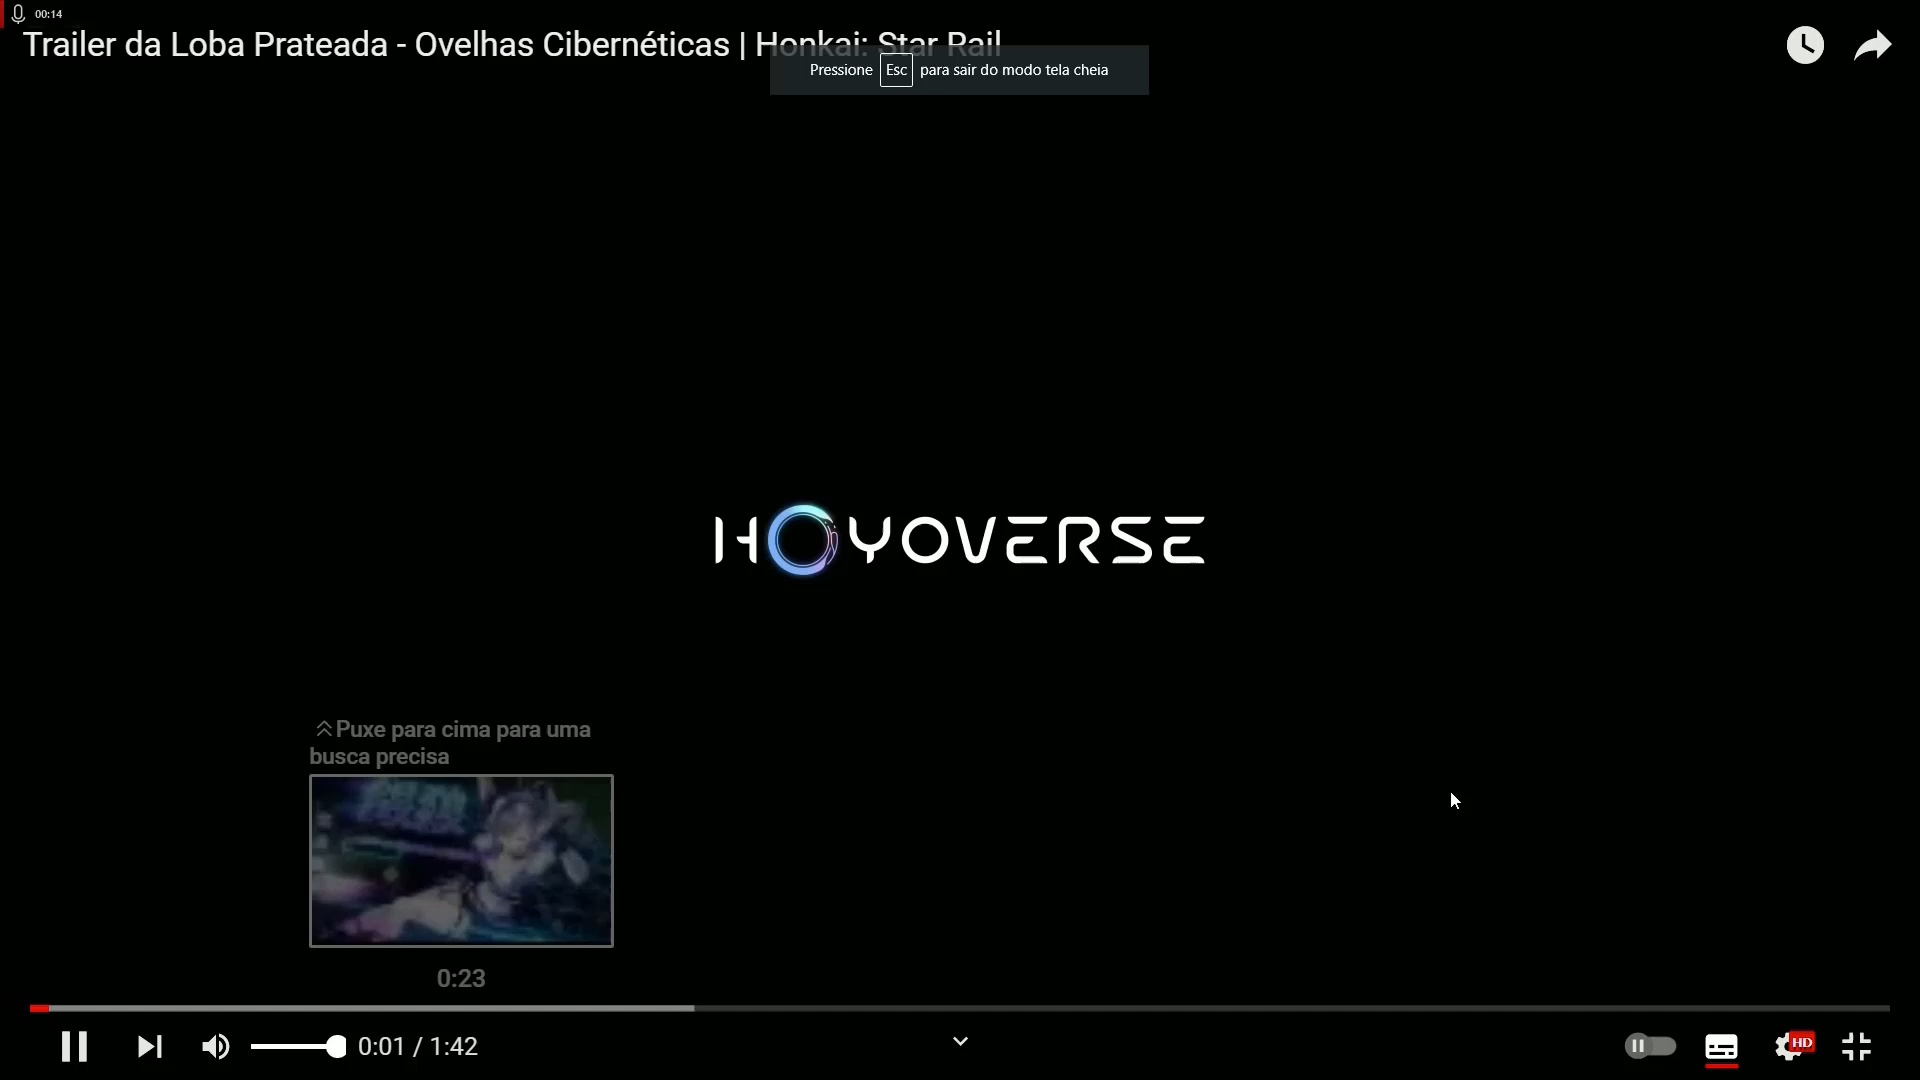 00:14
Trailer da Loba Prateada - Ovelhas Cibernéticas | Honkai: Star Rail
Pressione Esc para sair do modo tela cheia
HOYOVERSE
Puxe para cima para uma
busca precisa
0:23
0:01 / 1:42
HD